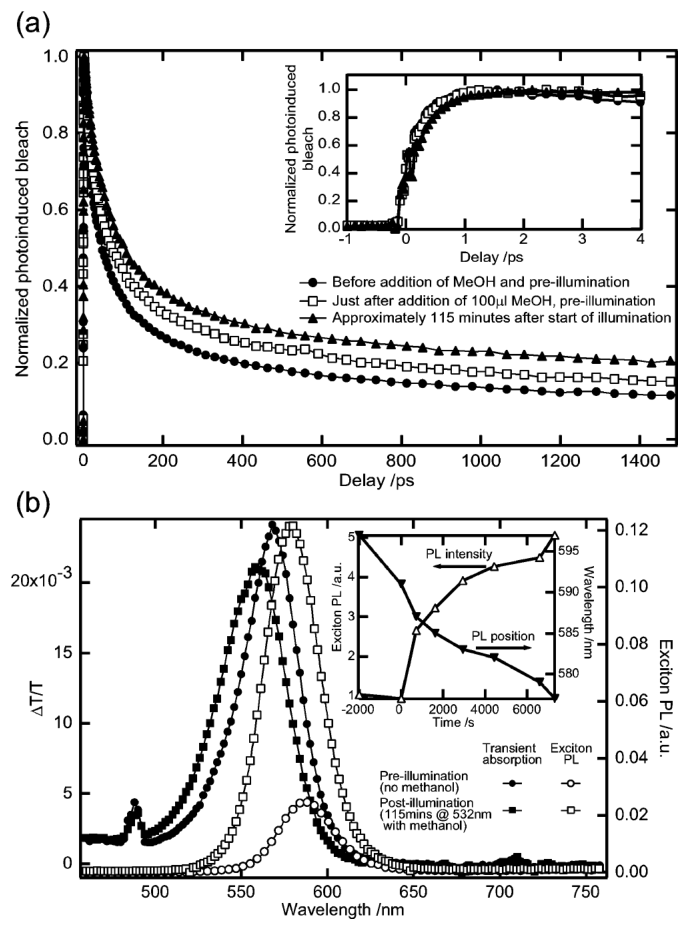 (a)
1.0
0.8
0.6
0.4
0.2
0.0
Normalized photoinduced bleach
0 200 400 600 800 1000 1200 1400
Delay /ps
Normalized photoinduced
bleach
1.0
0.8
0.6
0.4
0.2
0.0
-1 0 1 2 3 4
Delay /ps
Before addition of MeOH and pre-illumination
Just after addition of 100µl MeOH, pre-illumination
Approximately 115 minutes after start of illumination
(b)
20x10-3
15
10
5
0
ΔT/T
500 550 600 650 700 750
Wavelength /nm
0.12
0.10
0.08
0.06
0.04
0.02
0.00
Exciton PL /a.u.
5
4
3
2
1
Exciton PL /a.u.
PL intensity
PL position
595
590
585
580
Wavelength /nm
-2000 0 2000 4000 6000
Time /s
Transient Exciton
absorption PL
Pre-illumination
(no methanol)
Post-illumination
(115mins @ 532nm
with methanol)